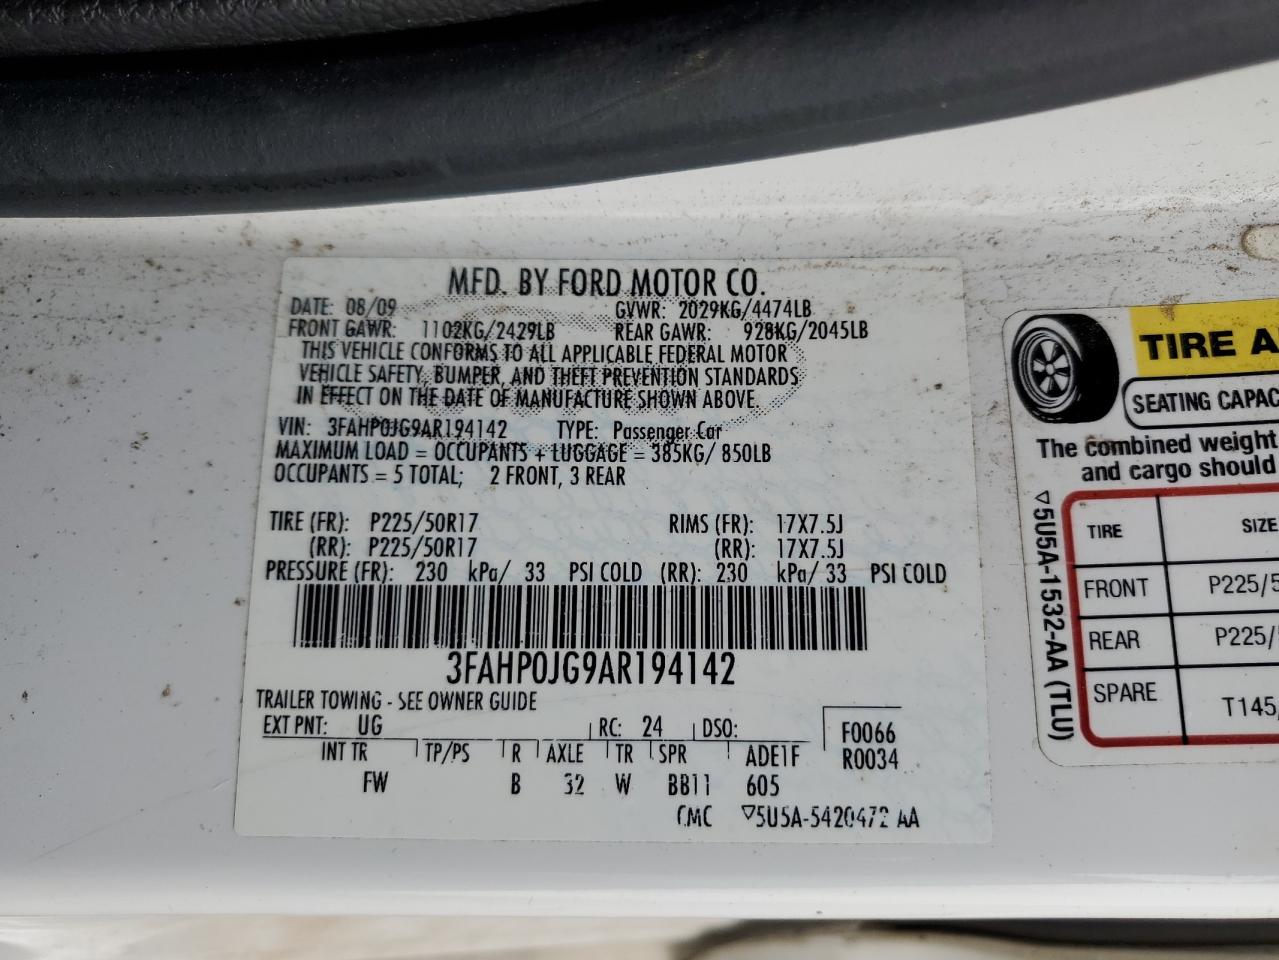 MFD. BY FORD MOTOR CO.
DATE: 08/09 GVWR: 2029KG/4474LB
FRONT GAWR: 1102KG/2429LB REAR GAWR: 928KG/2045LB
THIS VEHICLE CONFORMS TO ALL APPLICABLE FEDERAL MOTOR
VEHICLE SAFETY, BUMPER, AND THEFT PREVENTION STANDARDS
IN EFFECT ON THE DATE OF MANUFACTURE SHOWN ABOVE.
VIN: 3FAHP0JG9AR194142 TYPE: Passenger Car
MAXIMUM LOAD = OCCUPANTS + LUGGAGE = 385KG/ 850LB
OCCUPANTS = 5 TOTAL; 2 FRONT, 3 REAR
TIRE (FR): P225/50R17 RIMS (FR): 17X7.5J
(RR): P225/50R17 (RR): 17X7.5J
PRESSURE (FR): 230 kPa/ 33 PSI COLD (RR): 230 kPa/ 33 PSI COLD
3FAHP0JG9AR194142
TRAILER TOWING - SEE OWNER GUIDE
EXT PNT: UG RC: 24 DSO: F0066
INT TR TP/PS R AXLE TR SPR ADE1F R0034
FW B 32 W BB11 605
CMC ▽5U5A-5420472 AA
TIRE A
SEATING CAPAC
The combined weight
and cargo should
TIRE SIZE
FRONT P225/5
REAR P225/
SPARE T145
▽5U5A-1532-AA (TLU)